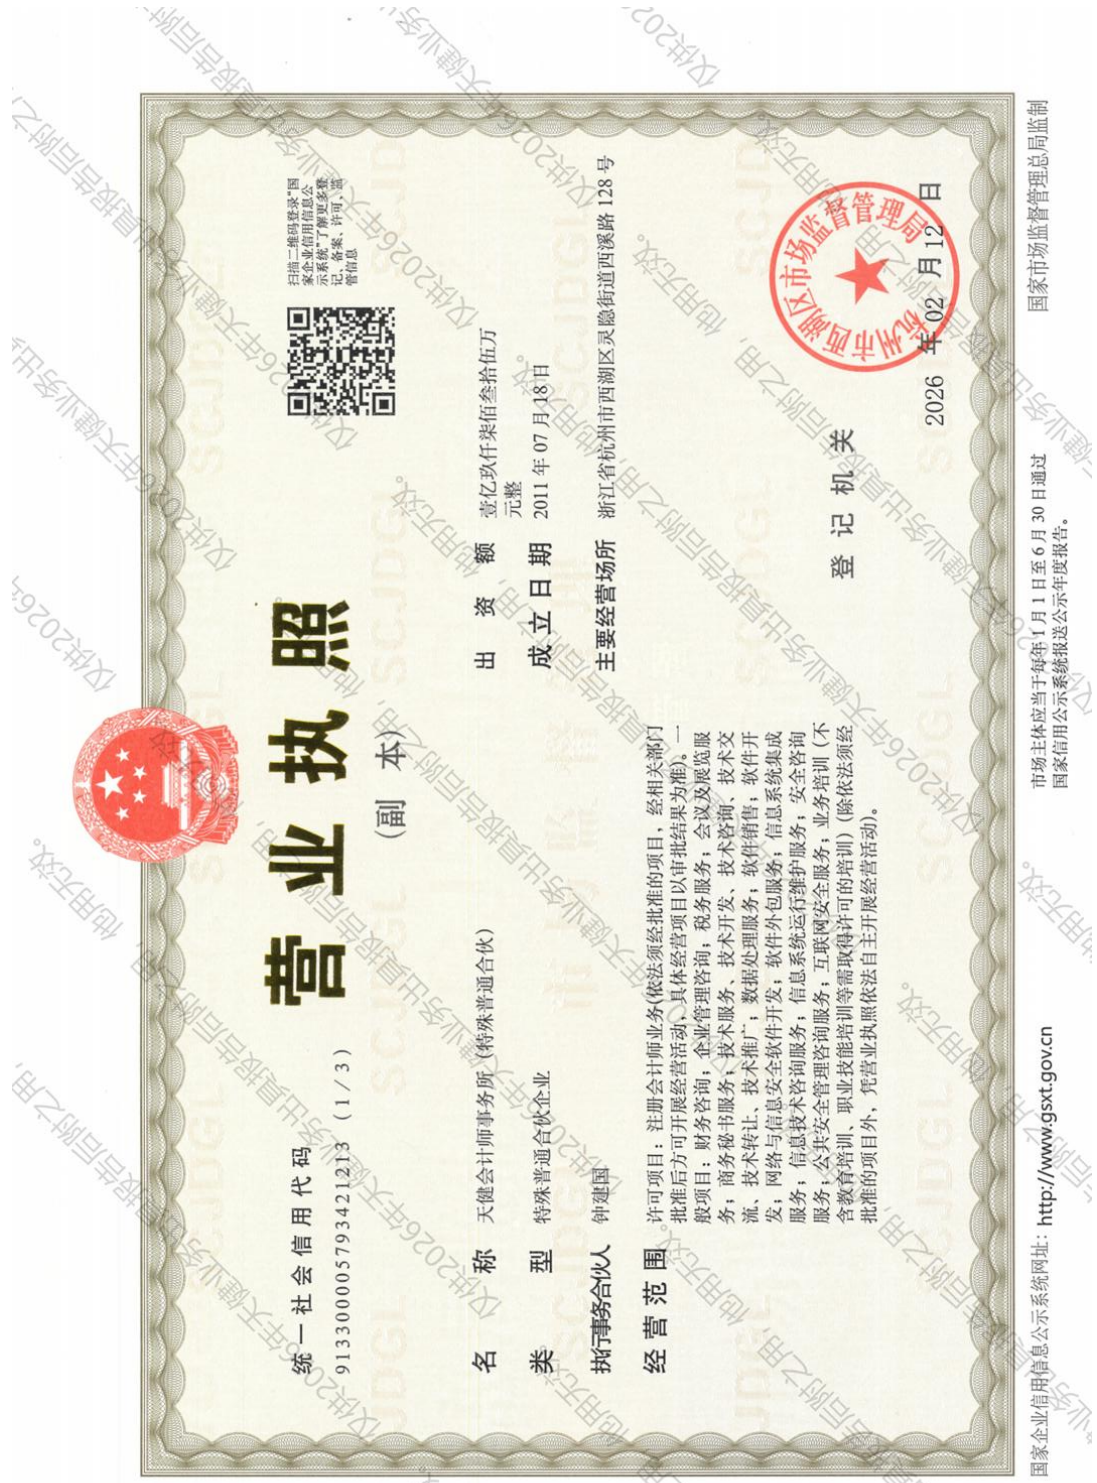 营业执照
(副 本)
统一社会信用代码
913300005793421213 (1/3)
扫描二维码登录“国
家企业信用信息公
示系统”了解更多登
记、备案、许可、监
管信息
名 称 天健会计师事务所(特殊普通合伙)
类 型 特殊普通合伙企业
执行事务合伙人 钟建国
经营范围 许可项目:注册会计师业务(依法须经批准的项目,经相关部门
批准后方可开展经营活动,具体经营项目以审批结果为准)。一
般项目:财务咨询;企业管理咨询;税务服务;会议及展览服
务;商务秘书服务;技术服务、技术开发、技术咨询、技术交
流、技术转让、技术推广;数据处理服务;软件销售;软件开
发;网络与信息安全软件开发;软件外包服务;信息系统集成
服务;信息技术咨询服务;信息系统运行维护服务;安全咨询
服务;公共安全管理咨询服务;互联网安全服务;业务培训(不
含教育培训、职业技能培训等需取得许可的培训)(除依法须经
批准的项目外,凭营业执照依法自主开展经营活动)。
出 资 额 壹亿玖仟柒佰叁拾伍万
元整
成立日期 2011年07月18日
主要经营场所 浙江省杭州市西湖区灵隐街道西溪路128号
登记机关
杭州市西湖区市场监督管理局
2026 年 02 月 12 日
国家企业信用信息公示系统网址:http://www.gsxt.gov.cn
市场主体应当于每年1月1日至6月30日通过
国家信用公示系统报送公示年度报告。
国家市场监督管理总局监制
仅供2026年天健业务出具报告后附之用,他用无效。